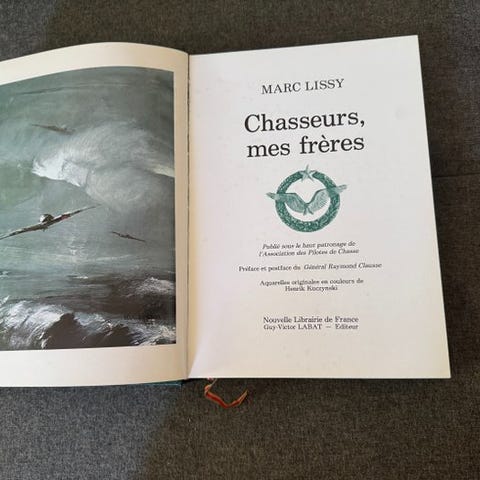 MARC LISSY
Chasseurs,
mes frères
Publié sous le haut patronage de
l'Association des Pilotes de Chasse
Préface et postface du Général Raymond Clausse
Aquarelles originales en couleurs de
Henrik Kuczynski
Nouvelle Librairie de France
Guy-Victor LABAT — Editeur